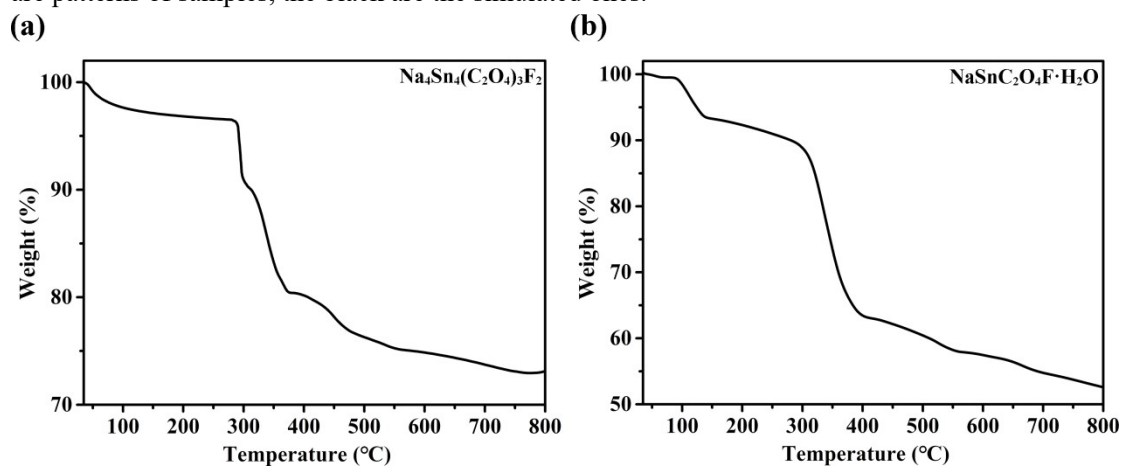 are patterns of samples, the black are the simulated ones.
(a)
Na₄Sn₄(C₂O₄)₃F₂
100
90
80
70
Weight (%)
100 200 300 400 500 600 700 800
Temperature (℃)
(b)
NaSnC₂O₄F·H₂O
100
90
80
70
60
50
Weight (%)
100 200 300 400 500 600 700 800
Temperature (℃)